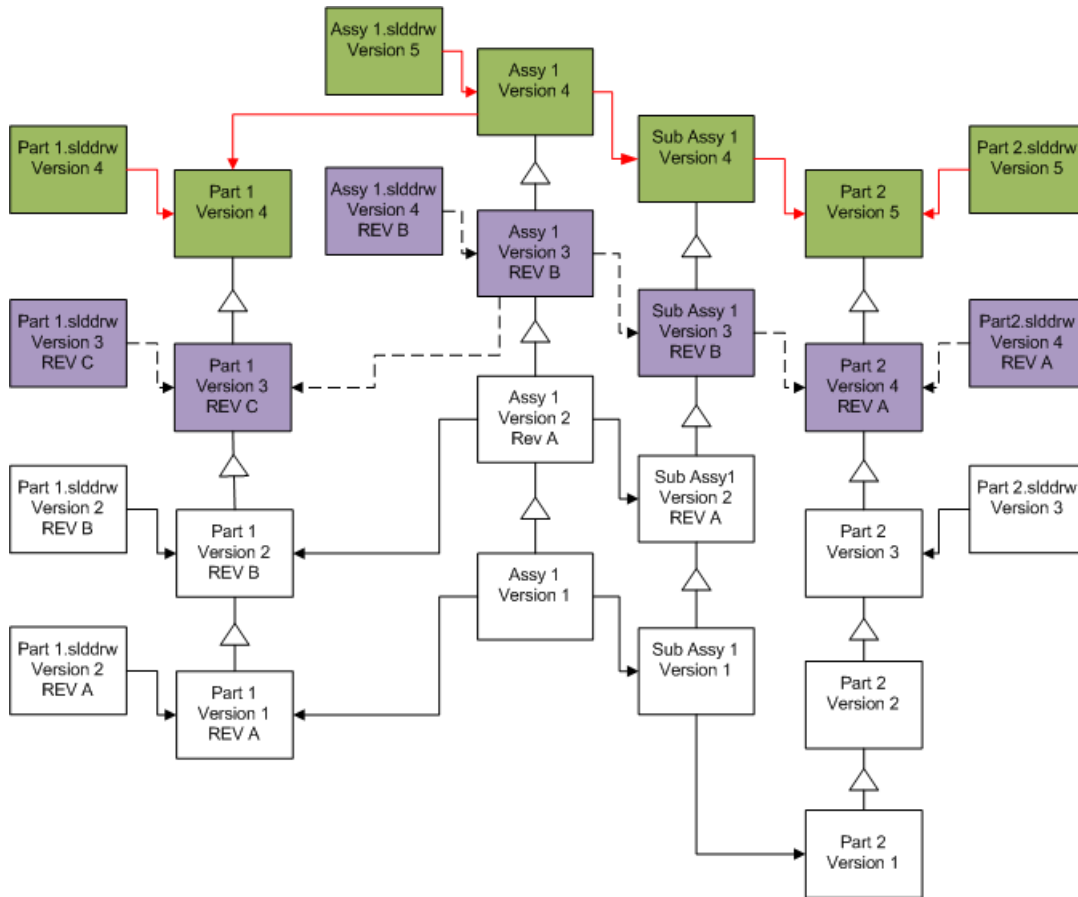 Assy 1.slddrw
Version 5
Assy 1
Version 4
Part 1.slddrw
Version 4
Sub Assy 1
Version 4
Part 2.slddrw
Version 5
Part 1
Version 4
Assy 1.slddrw
Version 4
REV B
Part 2
Version 5
Assy 1
Version 3
REV B
Part 1.slddrw
Version 3
REV C
Sub Assy 1
Version 3
REV B
Part2.slddrw
Version 4
REV A
Part 1
Version 3
REV C
Part 2
Version 4
REV A
Assy 1
Version 2
Rev A
Part 1.slddrw
Version 2
REV B
Sub Assy1
Version 2
REV A
Part 2.slddrw
Version 3
Part 1
Version 2
REV B
Part 2
Version 3
Assy 1
Version 1
Part 1.slddrw
Version 2
REV A
Sub Assy 1
Version 1
Part 1
Version 1
REV A
Part 2
Version 2
Part 2
Version 1